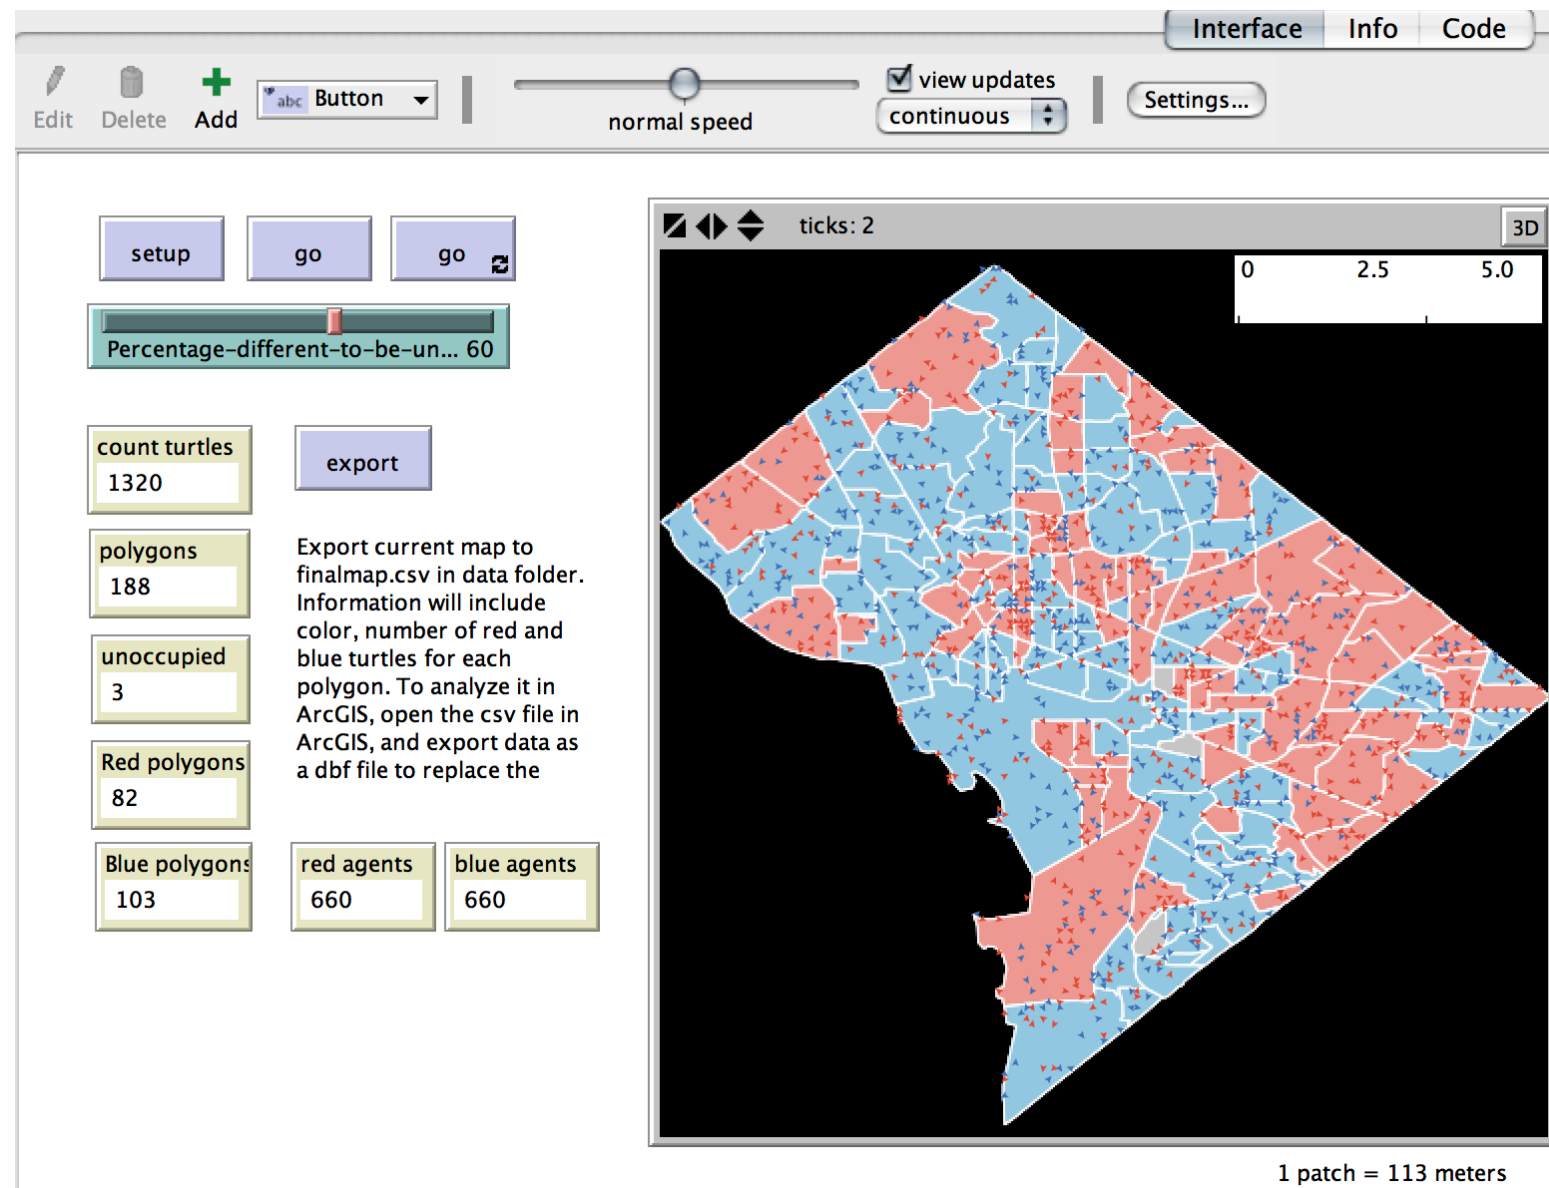 Interface Info Code
Edit Delete Add abc Button
normal speed
view updates
continuous
Settings...
setup go go
ticks: 2
3D
0 2.5 5.0
Percentage-different-to-be-un... 60
count turtles
1320
export
polygons
188
Export current map to
finalmap.csv in data folder.
Information will include
color, number of red and
blue turtles for each
polygon. To analyze it in
ArcGIS, open the csv file in
ArcGIS, and export data as
a dbf file to replace the
unoccupied
3
Red polygons
82
Blue polygons
103
red agents
660
blue agents
660
1 patch = 113 meters